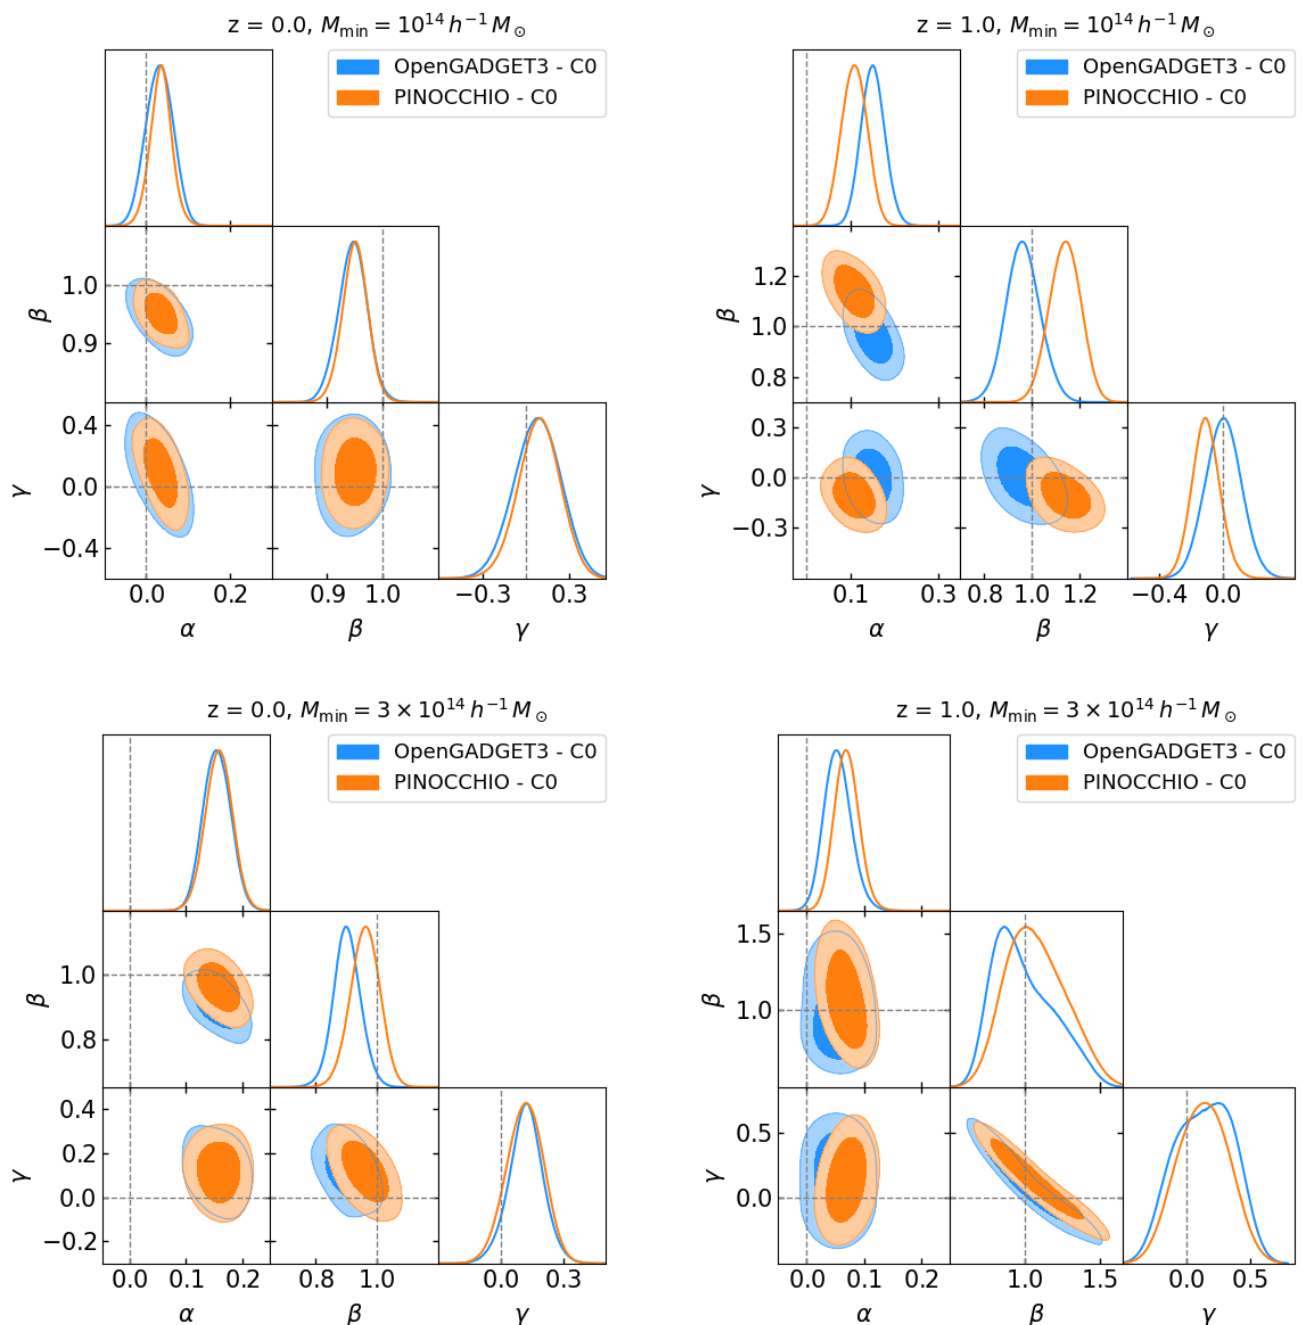 z = 0.0, M_min = 10^14 h^−1 M_⊙
OpenGADGET3 - C0
PINOCCHIO - C0
1.0
0.9
β
0.4
0.0
−0.4
γ
0.0 0.2
0.9 1.0
−0.3 0.3
α β γ
z = 1.0, M_min = 10^14 h^−1 M_⊙
OpenGADGET3 - C0
PINOCCHIO - C0
1.2
1.0
0.8
β
0.3
0.0
−0.3
γ
0.1 0.3
0.8 1.0 1.2
−0.4 0.0
α β γ
z = 0.0, M_min = 3 × 10^14 h^−1 M_⊙
OpenGADGET3 - C0
PINOCCHIO - C0
1.0
0.8
β
0.4
0.2
0.0
−0.2
γ
0.0 0.1 0.2
0.8 1.0
0.0 0.3
α β γ
z = 1.0, M_min = 3 × 10^14 h^−1 M_⊙
OpenGADGET3 - C0
PINOCCHIO - C0
1.5
1.0
β
0.5
0.0
γ
0.0 0.1 0.2
1.0 1.5
0.0 0.5
α β γ